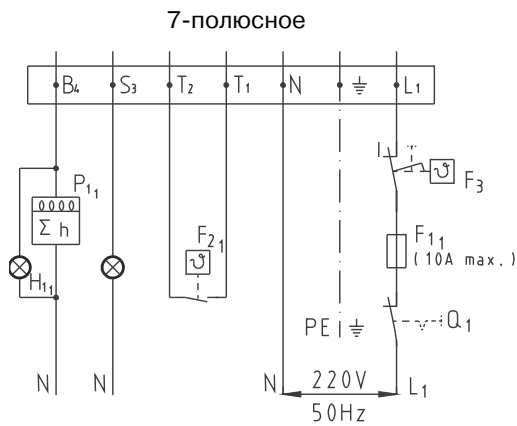 7-полюсное
B4 S3 T2 T1 N L1
P11
Σ h
H11
F21
ϑ
ϑ
F3
F11
(10A max.)
PE
Q1
N N N 220V L1
50Hz